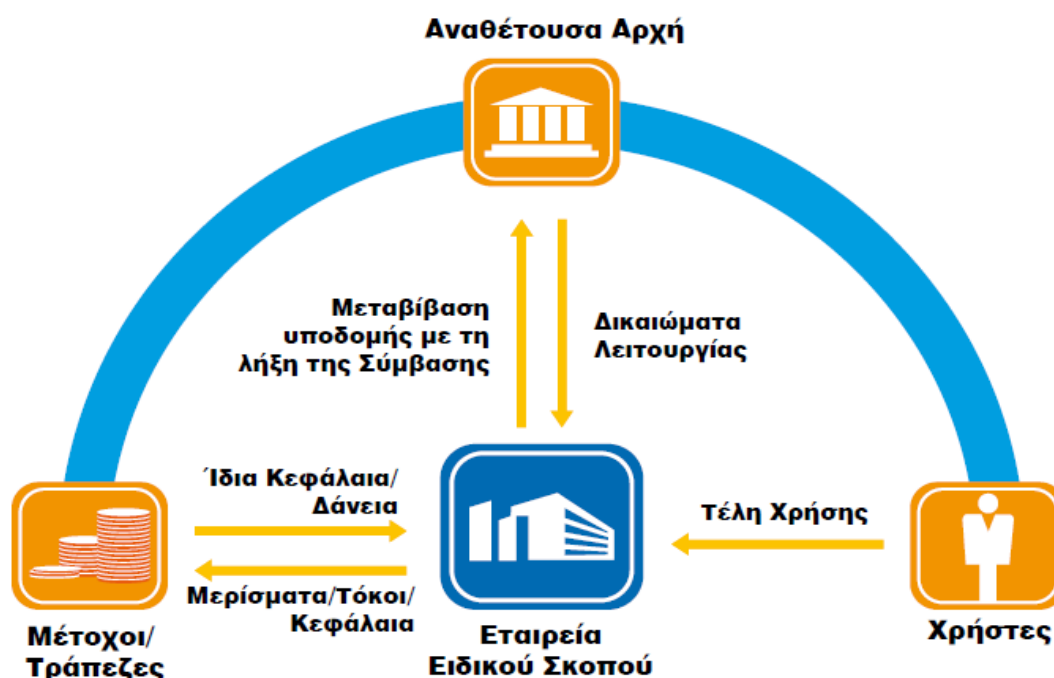 Αναθέτουσα Αρχή
Μεταβίβαση
υποδομής με τη
λήξη της Σύμβασης
Δικαιώματα
Λειτουργίας
Ίδια Κεφάλαια/
Δάνεια
Μερίσματα/Τόκοι/
Κεφάλαια
Τέλη Χρήσης
Μέτοχοι/
Τράπεζες
Εταιρεία
Ειδικού Σκοπού
Χρήστες